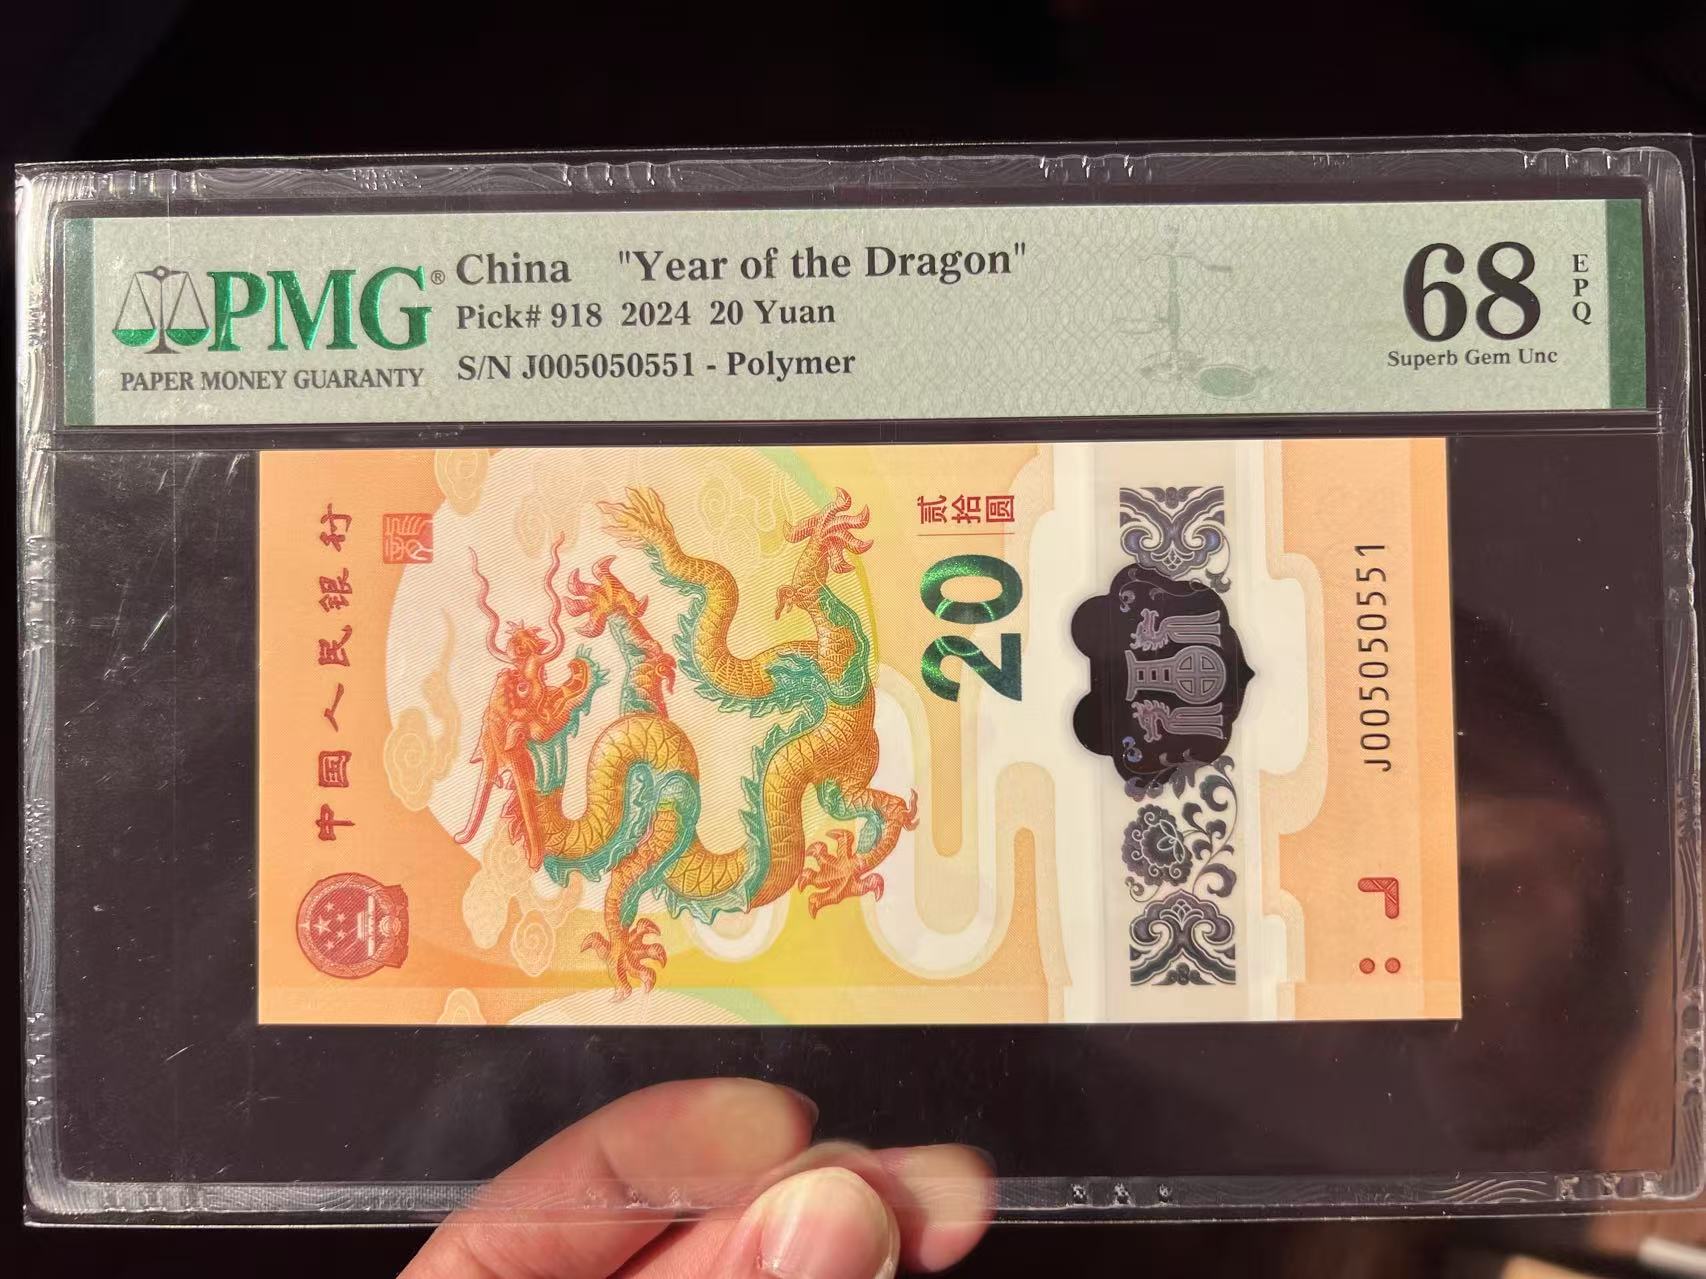 PMG®
PAPER MONEY GUARANTY
China "Year of the Dragon"
Pick# 918 2024 20 Yuan
S/N J005050551 - Polymer
68
EPQ
Superb Gem Unc
中国人民银行
贰拾圆
20
J005050551